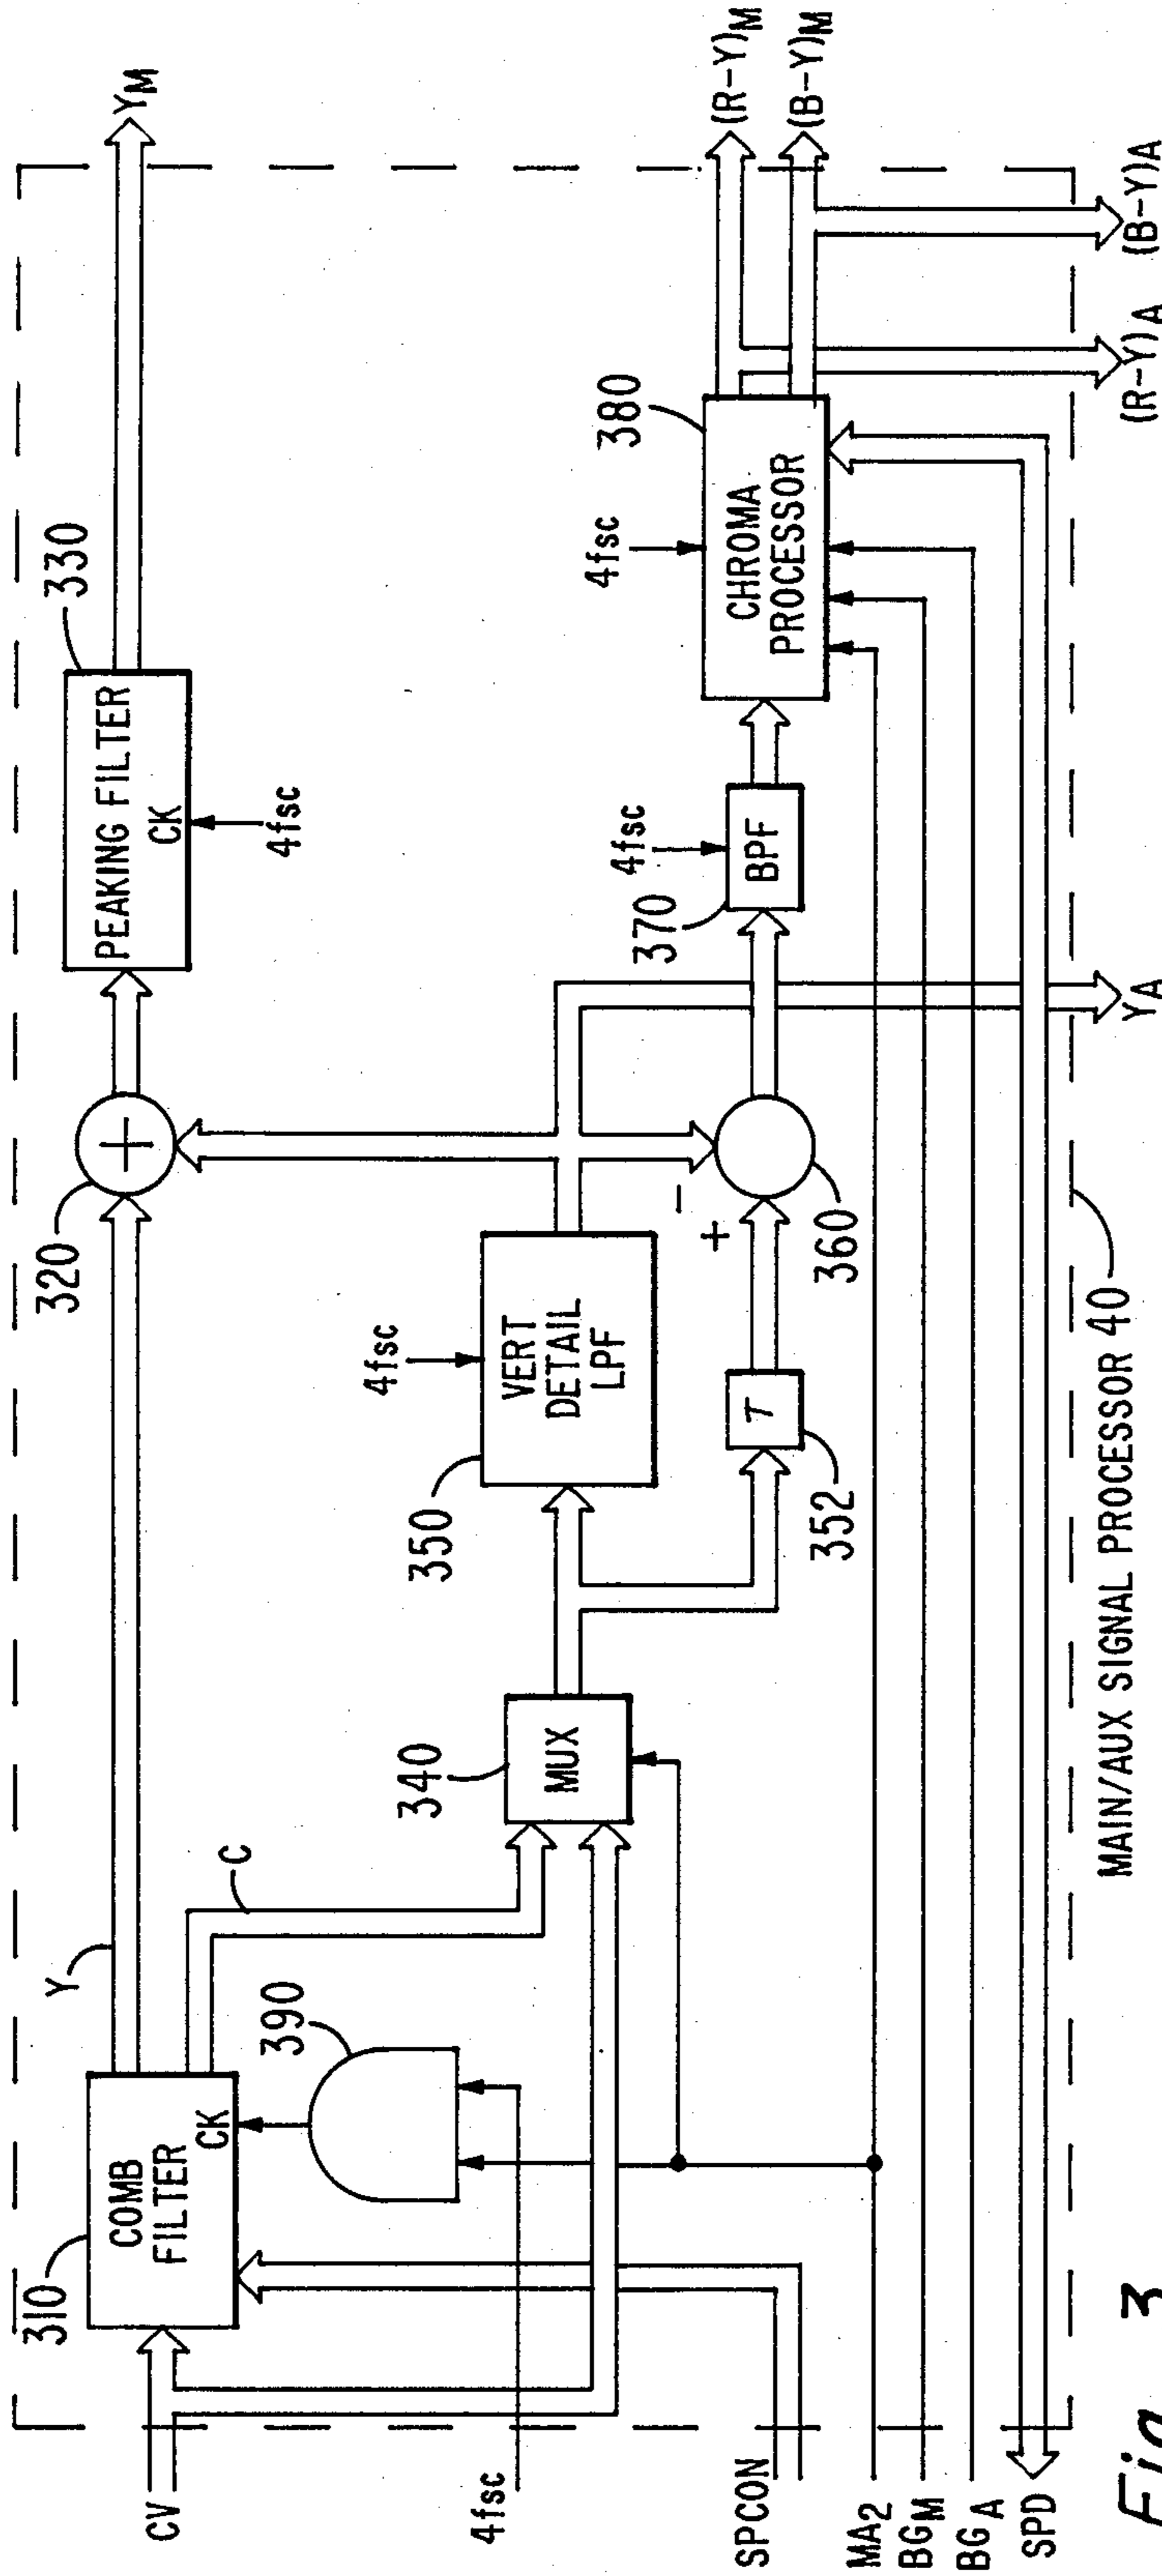 CV
4fsc
SPCON
MA2
BGM
BGA
SPD
310
COMB
FILTER
CK
390
Y
C
340
MUX
320
350
VERT
DETAIL
LPF
4fsc
352
T
+
-
+
360
330
PEAKING FILTER
CK
4fsc
370
BPF
4fsc
380
CHROMA
PROCESSOR
4fsc
YM
(R-Y)M
(B-Y)M
YA
(R-Y)A
(B-Y)A
MAIN/AUX SIGNAL PROCESSOR 40
Fig. 3